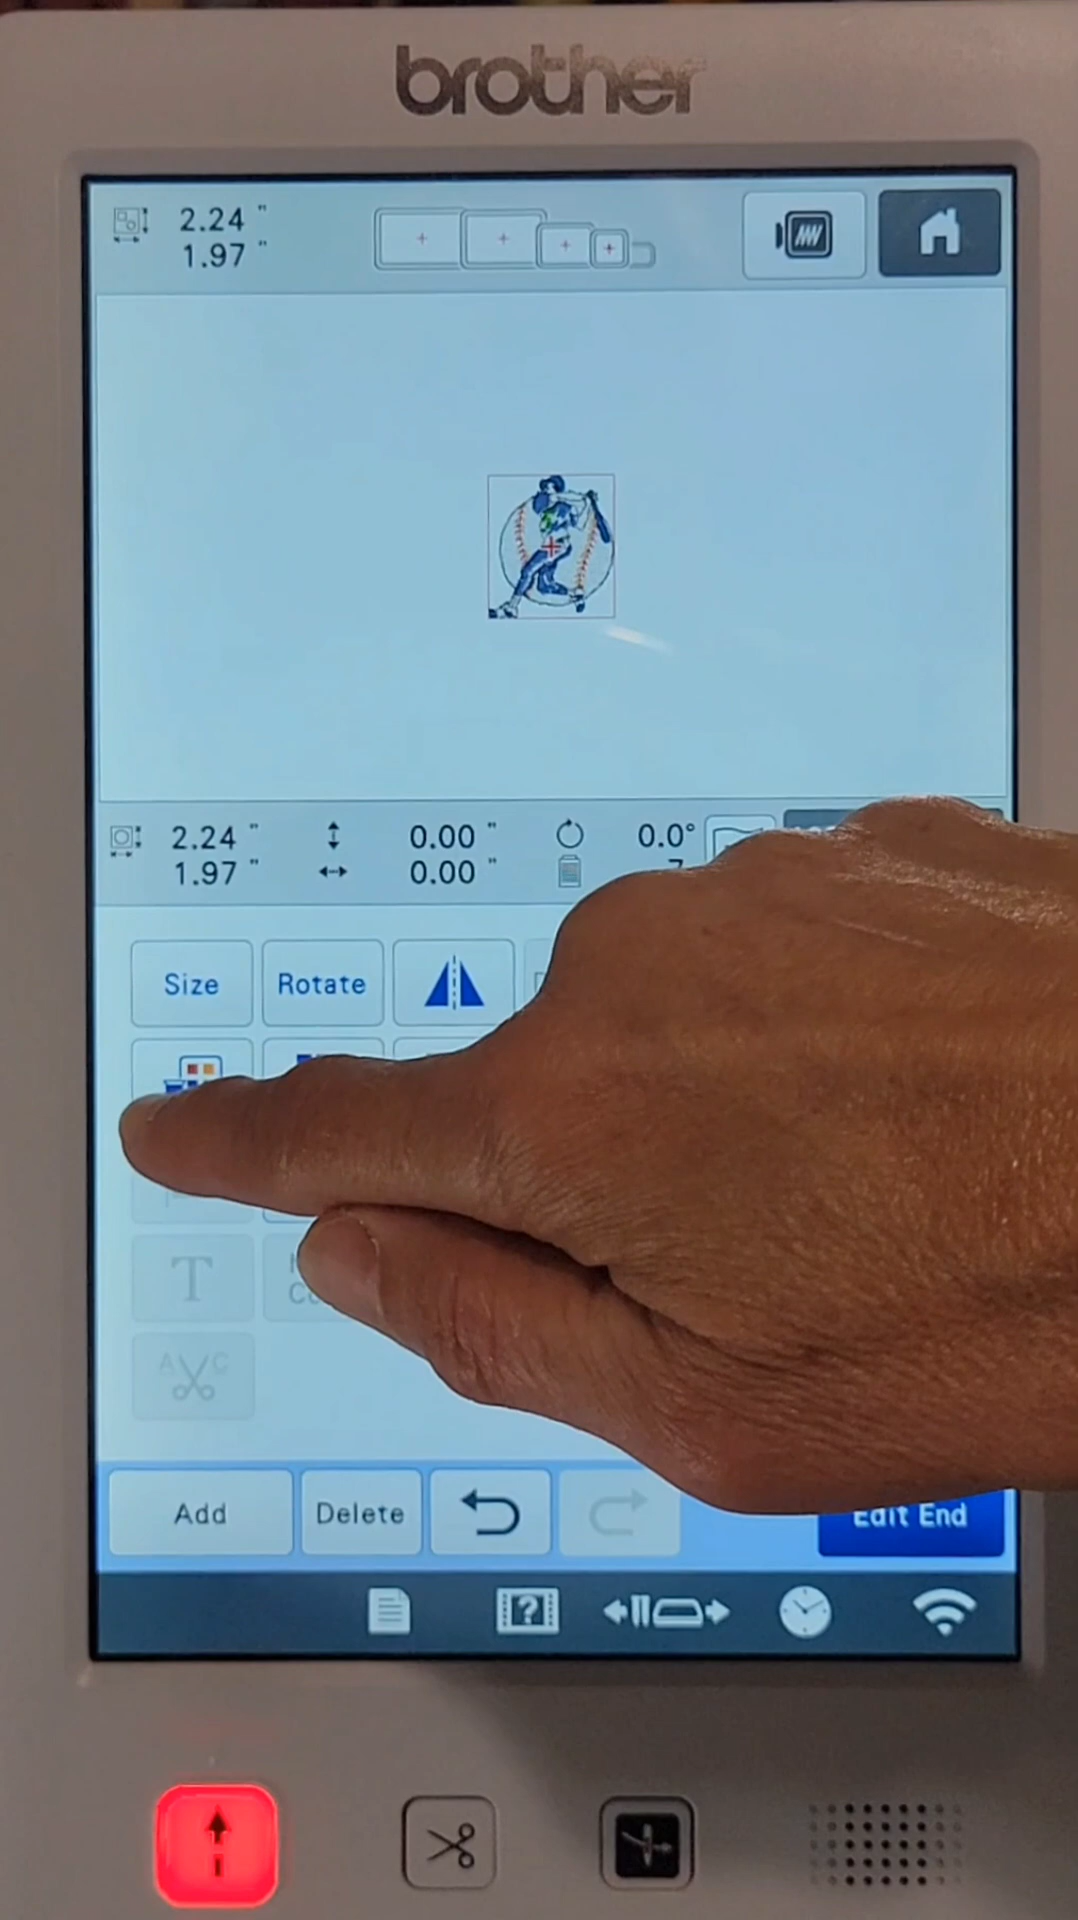 brother
2.24 "
1.97 "
2.24 " 0.00 " 0.0°
1.97 " 0.00 "
Size Rotate
T
A C
Add Delete Edit End